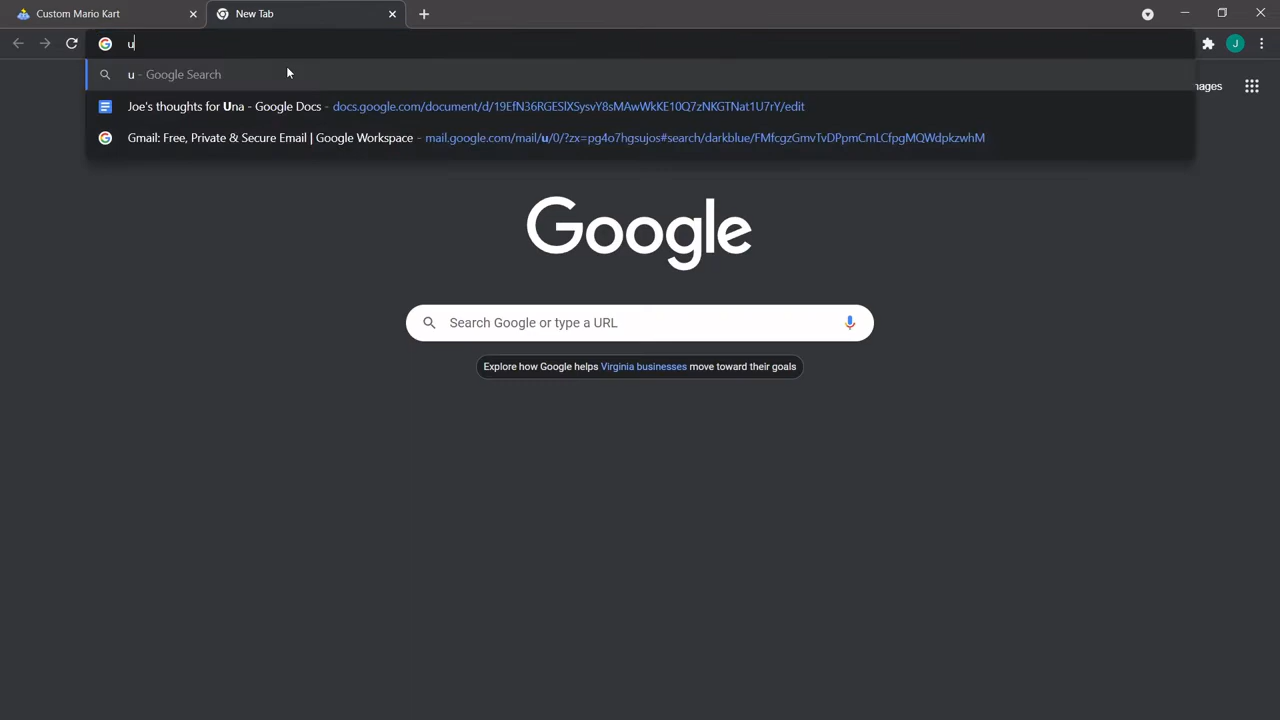 Custom Mario Kart
New Tab
u
u - Google Search
Joe's thoughts for Una - Google Docs - docs.google.com/document/d/19EfN36RGESlXSysvY8sMAwWkKE10Q7zNKGTNat1U7rY/edit
ages
Gmail: Free, Private & Secure Email | Google Workspace - mail.google.com/mail/u/0/?zx=pg4o7hgsujos#search/darkblue/FMfcgzGmvTvDPpmCmLCfpgMQWdpkzwhM
Google
Search Google or type a URL
Explore how Google helps Virginia businesses move toward their goals
J